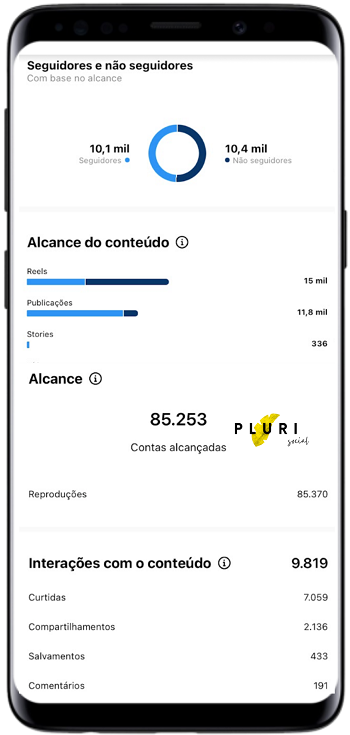 Seguidores e não seguidores
Com base no alcance
10,1 mil
Seguidores
10,4 mil
Não seguidores
Alcance do conteúdo
Reels
15 mil
Publicações
11,8 mil
Stories
336
Alcance
85.253
Contas alcançadas
PLURI
social
Reproduções 85.370
Interações com o conteúdo 9.819
Curtidas 7.059
Compartilhamentos 2.136
Salvamentos 433
Comentários 191